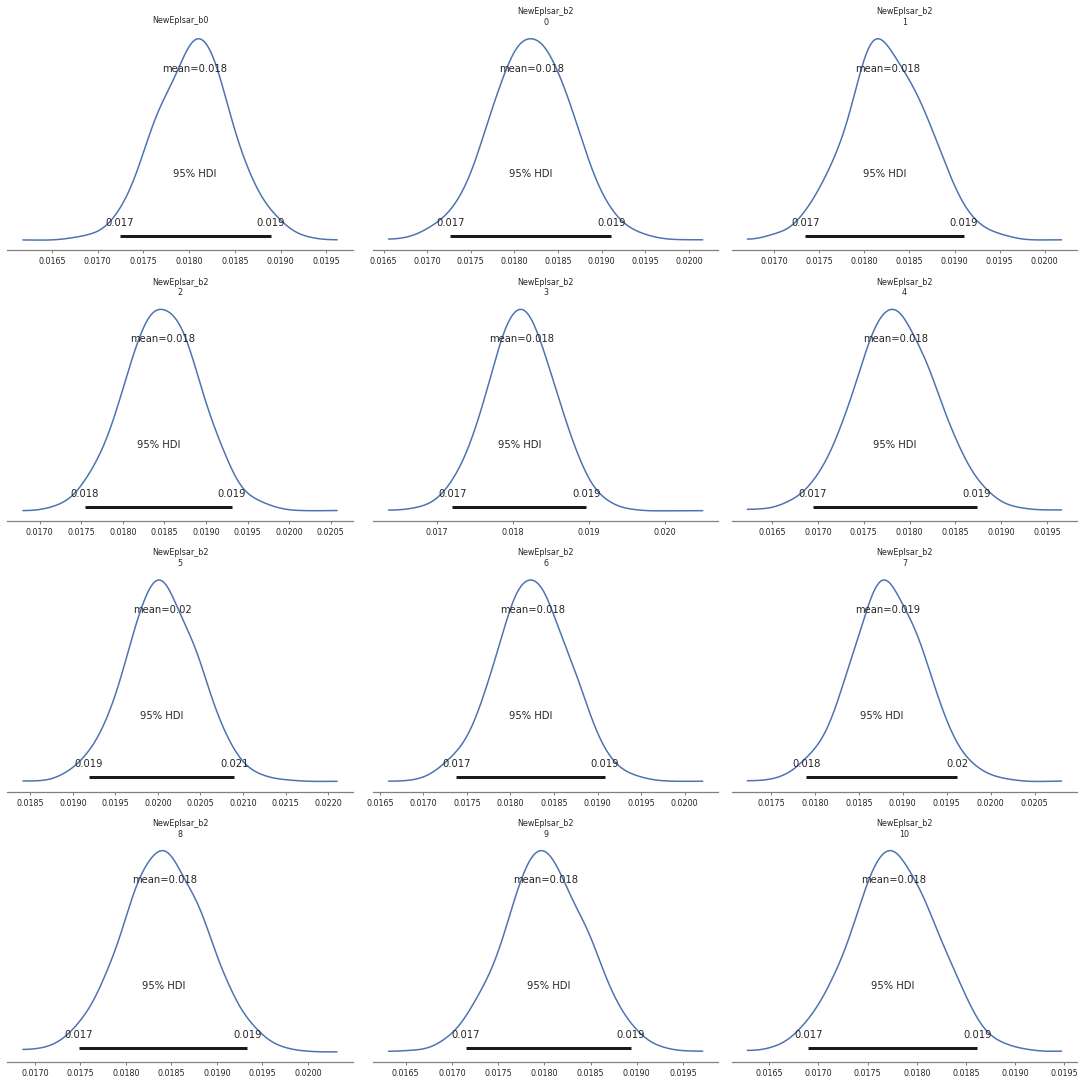 NewEplsar_b0
mean=0.018
95% HDI
0.017 0.019
0.0165 0.0170 0.0175 0.0180 0.0185 0.0190 0.0195
NewEplsar_b2
0
mean=0.018
95% HDI
0.017 0.019
0.0165 0.0170 0.0175 0.0180 0.0185 0.0190 0.0195 0.0200
NewEplsar_b2
1
mean=0.018
95% HDI
0.017 0.019
0.0170 0.0175 0.0180 0.0185 0.0190 0.0195 0.0200
NewEplsar_b2
2
mean=0.018
95% HDI
0.018 0.019
0.0170 0.0175 0.0180 0.0185 0.0190 0.0195 0.0200 0.0205
NewEplsar_b2
3
mean=0.018
95% HDI
0.017 0.019
0.017 0.018 0.019 0.020
NewEplsar_b2
4
mean=0.018
95% HDI
0.017 0.019
0.0165 0.0170 0.0175 0.0180 0.0185 0.0190 0.0195
NewEplsar_b2
5
mean=0.02
95% HDI
0.019 0.021
0.0185 0.0190 0.0195 0.0200 0.0205 0.0210 0.0215 0.0220
NewEplsar_b2
6
mean=0.018
95% HDI
0.017 0.019
0.0165 0.0170 0.0175 0.0180 0.0185 0.0190 0.0195 0.0200
NewEplsar_b2
7
mean=0.019
95% HDI
0.018 0.02
0.0175 0.0180 0.0185 0.0190 0.0195 0.0200 0.0205
NewEplsar_b2
8
mean=0.018
95% HDI
0.017 0.019
0.0170 0.0175 0.0180 0.0185 0.0190 0.0195 0.0200
NewEplsar_b2
9
mean=0.018
95% HDI
0.017 0.019
0.0165 0.0170 0.0175 0.0180 0.0185 0.0190 0.0195
NewEplsar_b2
10
mean=0.018
95% HDI
0.017 0.019
0.0165 0.0170 0.0175 0.0180 0.0185 0.0190 0.0195